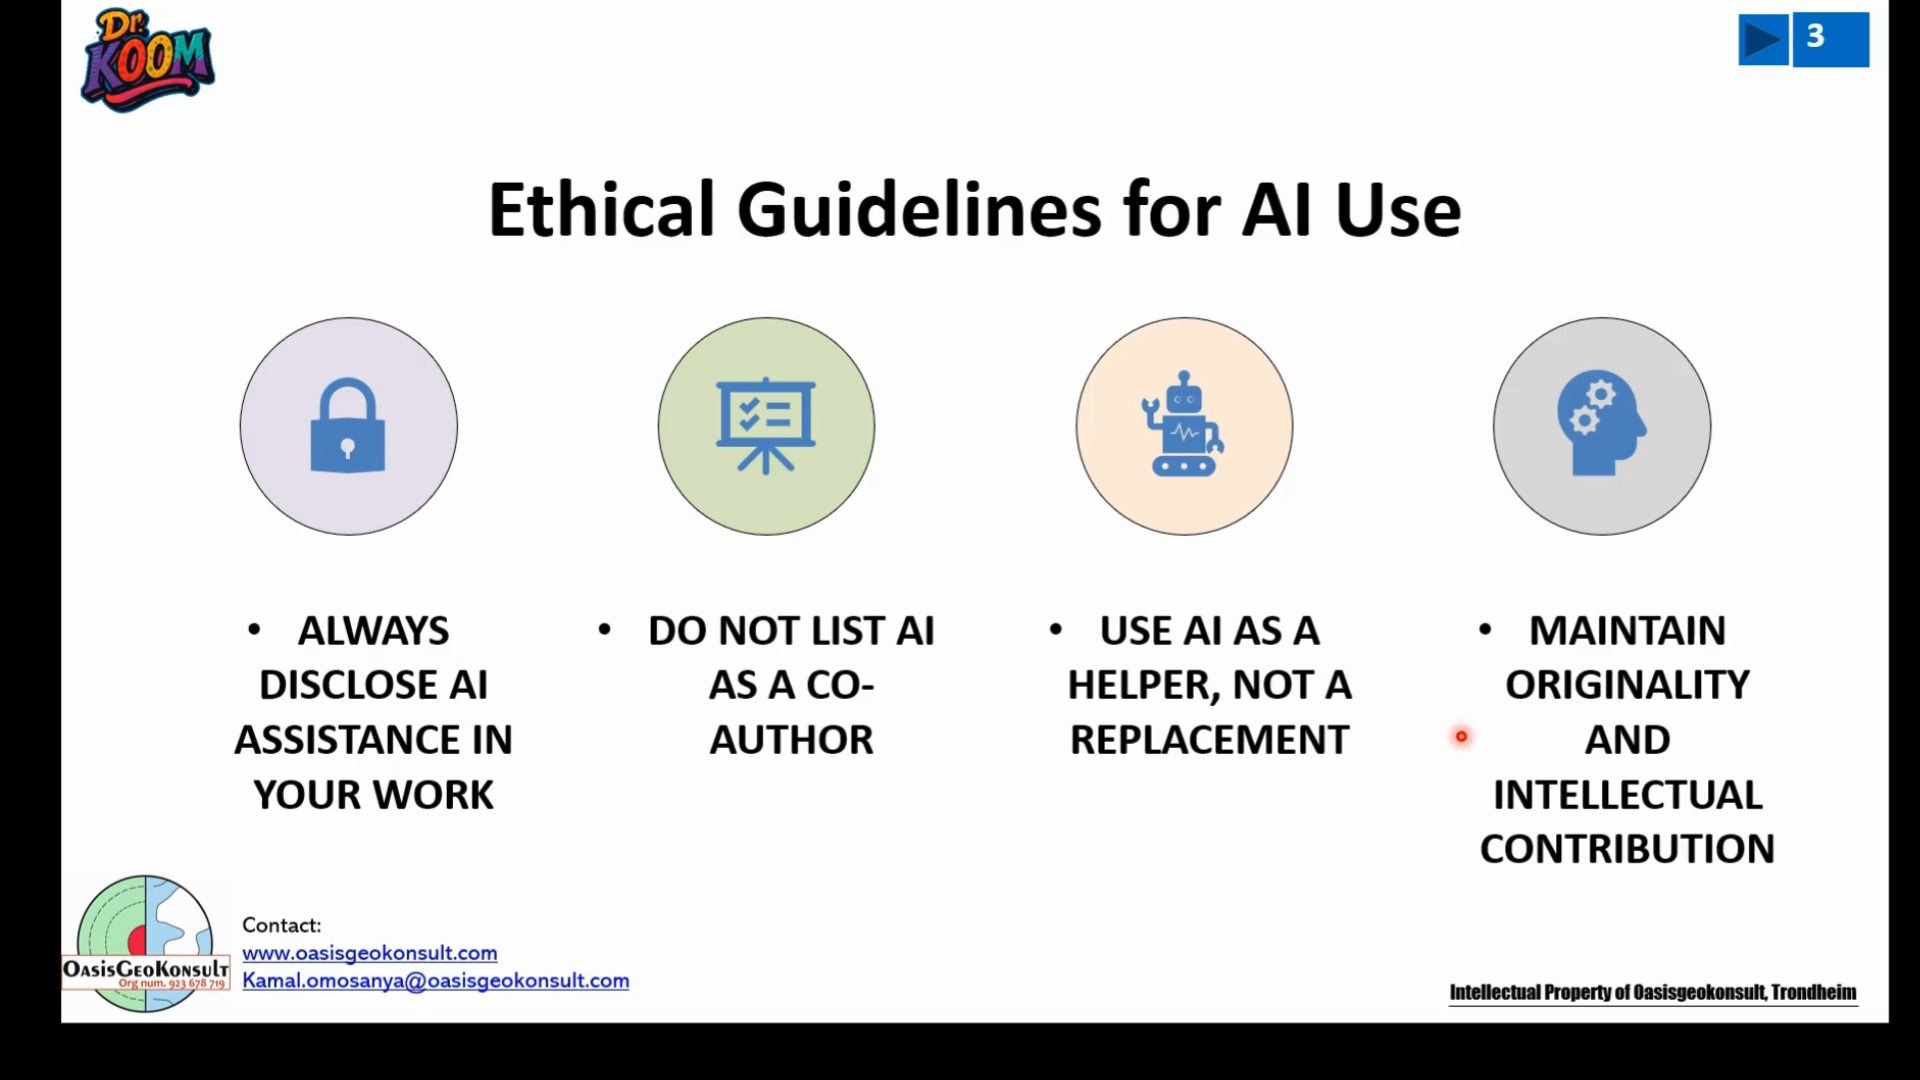 Dr.
KOOM
3
Ethical Guidelines for AI Use
• ALWAYS
DISCLOSE AI
ASSISTANCE IN
YOUR WORK
• DO NOT LIST AI
AS A CO-
AUTHOR
• USE AI AS A
HELPER, NOT A
REPLACEMENT
• MAINTAIN
ORIGINALITY
AND
INTELLECTUAL
CONTRIBUTION
OASISGEOKONSULT
Org num. 923 678 719
Contact:
www.oasisgeokonsult.com
Kamal.omosanya@oasisgeokonsult.com
Intellectual Property of Oasisgeokonsult, Trondheim